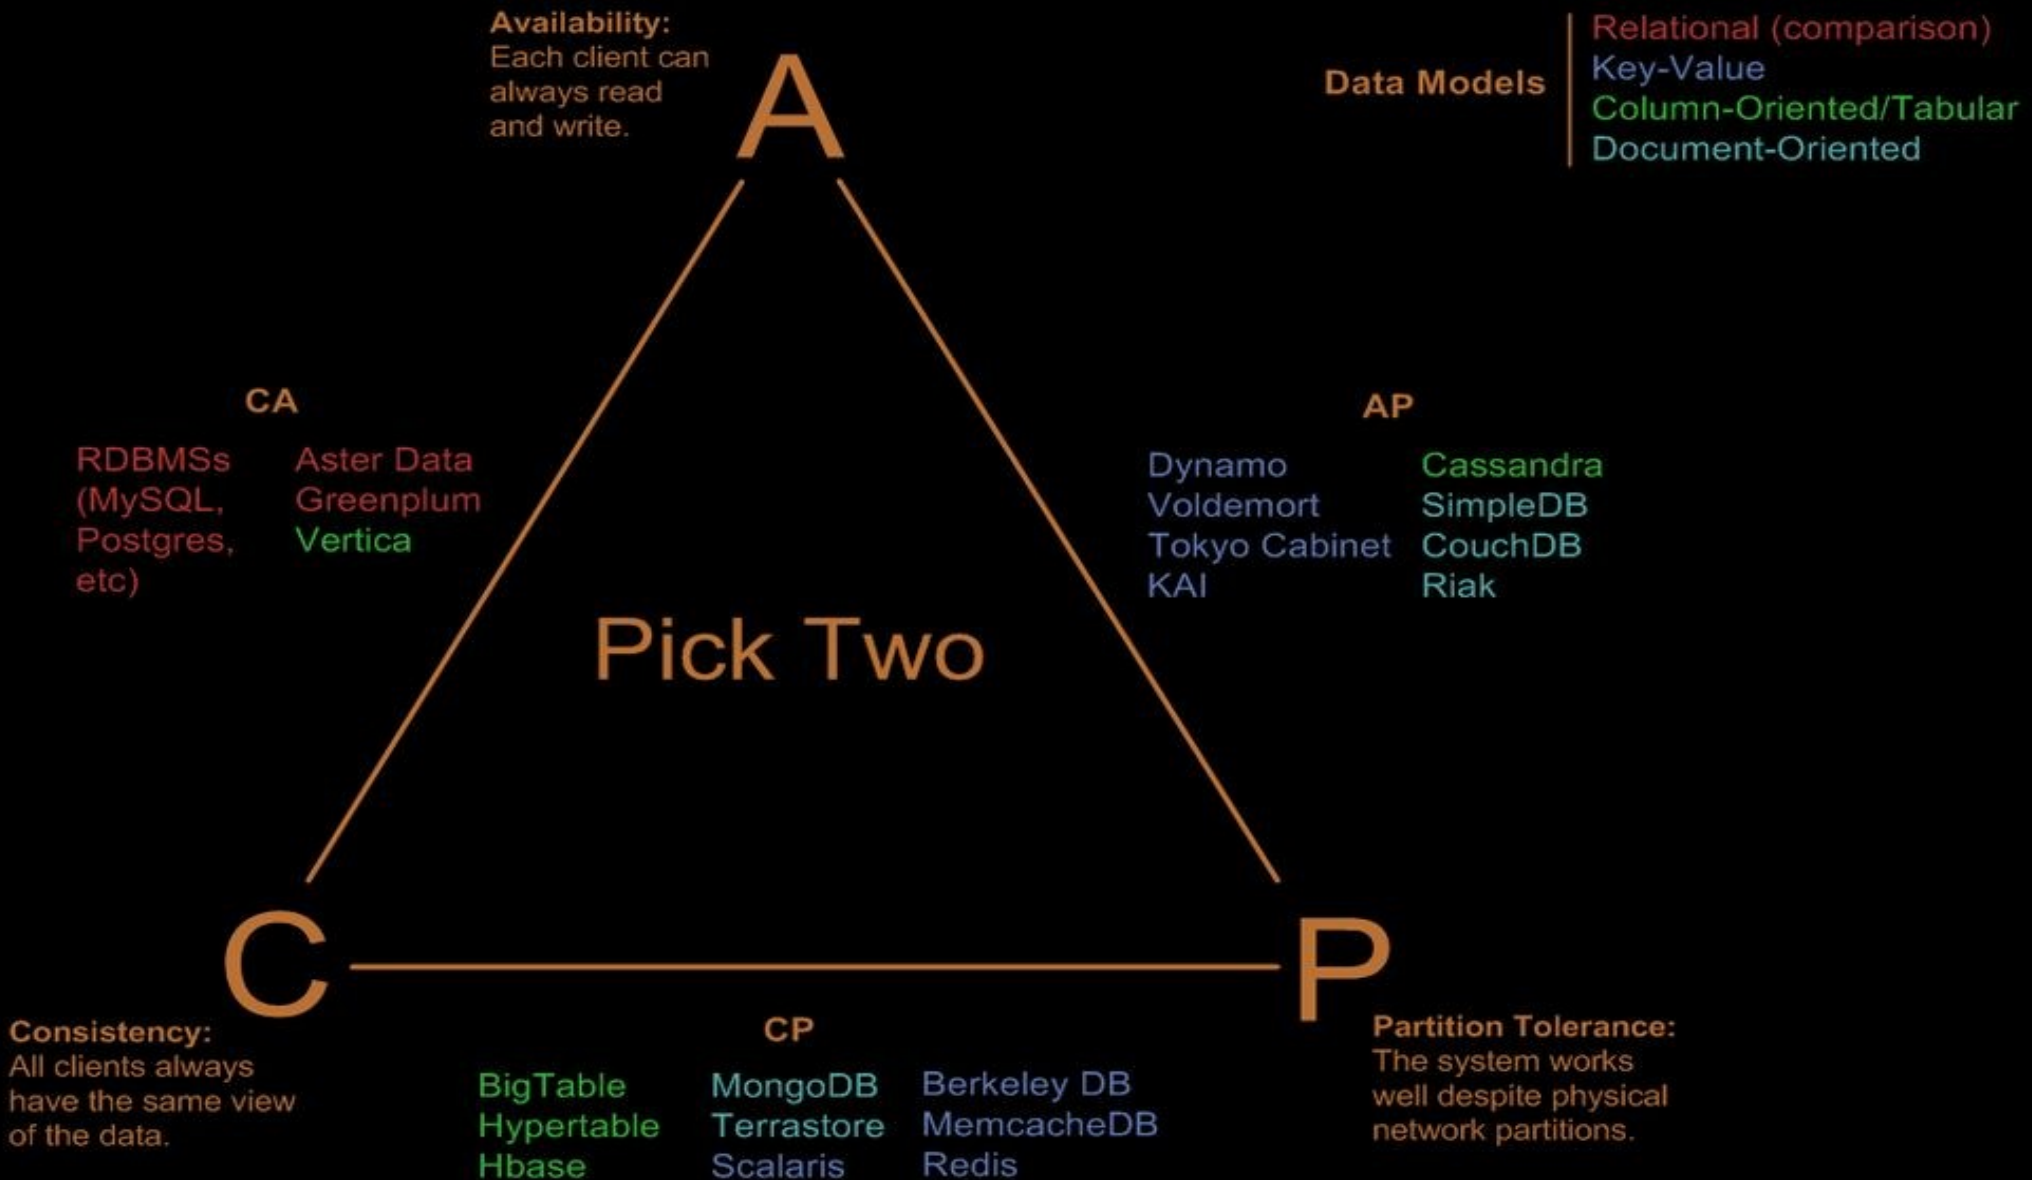 Availability:
Each client can
always read
and write.
A
Data Models
Relational (comparison)
Key-Value
Column-Oriented/Tabular
Document-Oriented
CA
RDBMSs
(MySQL,
Postgres,
etc)
Aster Data
Greenplum
Vertica
AP
Dynamo
Voldemort
Tokyo Cabinet
KAI
Cassandra
SimpleDB
CouchDB
Riak
Pick Two
C
Consistency:
All clients always
have the same view
of the data.
CP
BigTable
Hypertable
Hbase
MongoDB
Terrastore
Scalaris
Berkeley DB
MemcacheDB
Redis
P
Partition Tolerance:
The system works
well despite physical
network partitions.